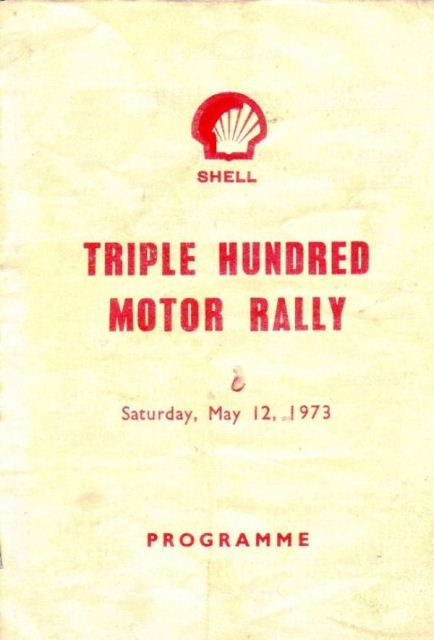 SHELL
TRIPLE HUNDRED
MOTOR RALLY
Saturday, May 12, 1973
PROGRAMME